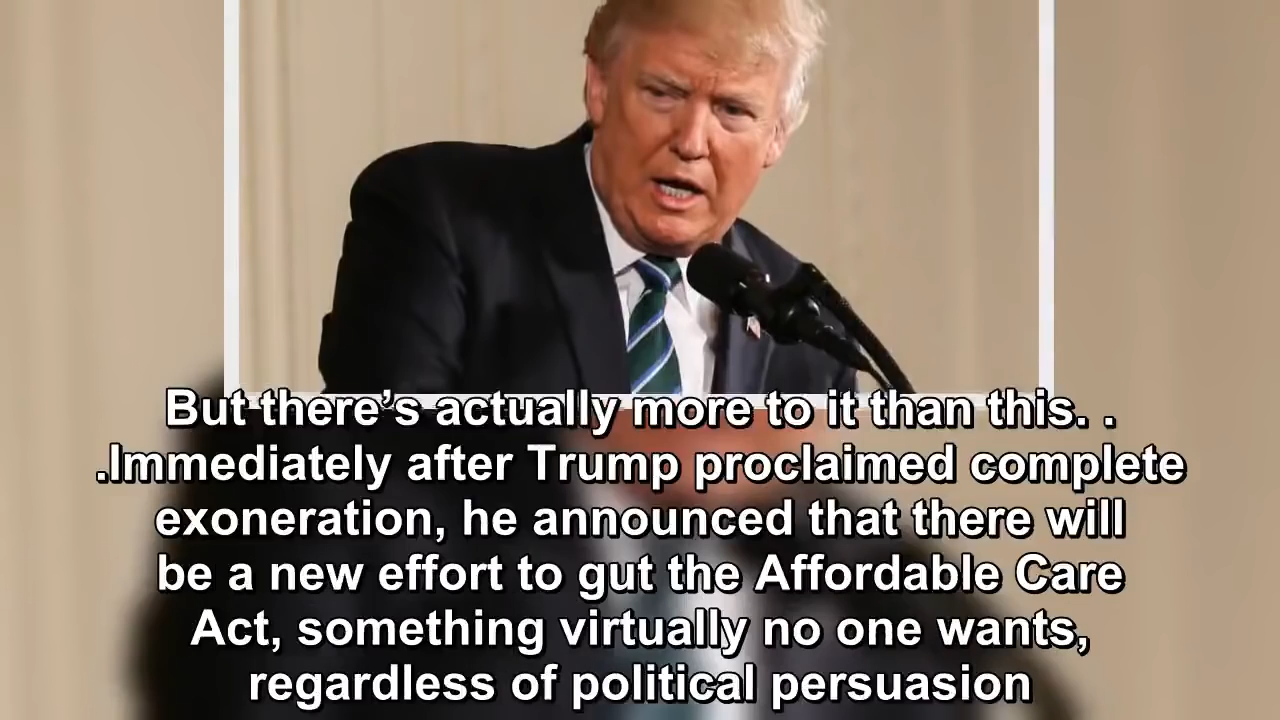 But there’s actually more to it than this. .
.Immediately after Trump proclaimed complete
exoneration, he announced that there will
be a new effort to gut the Affordable Care
Act, something virtually no one wants,
regardless of political persuasion